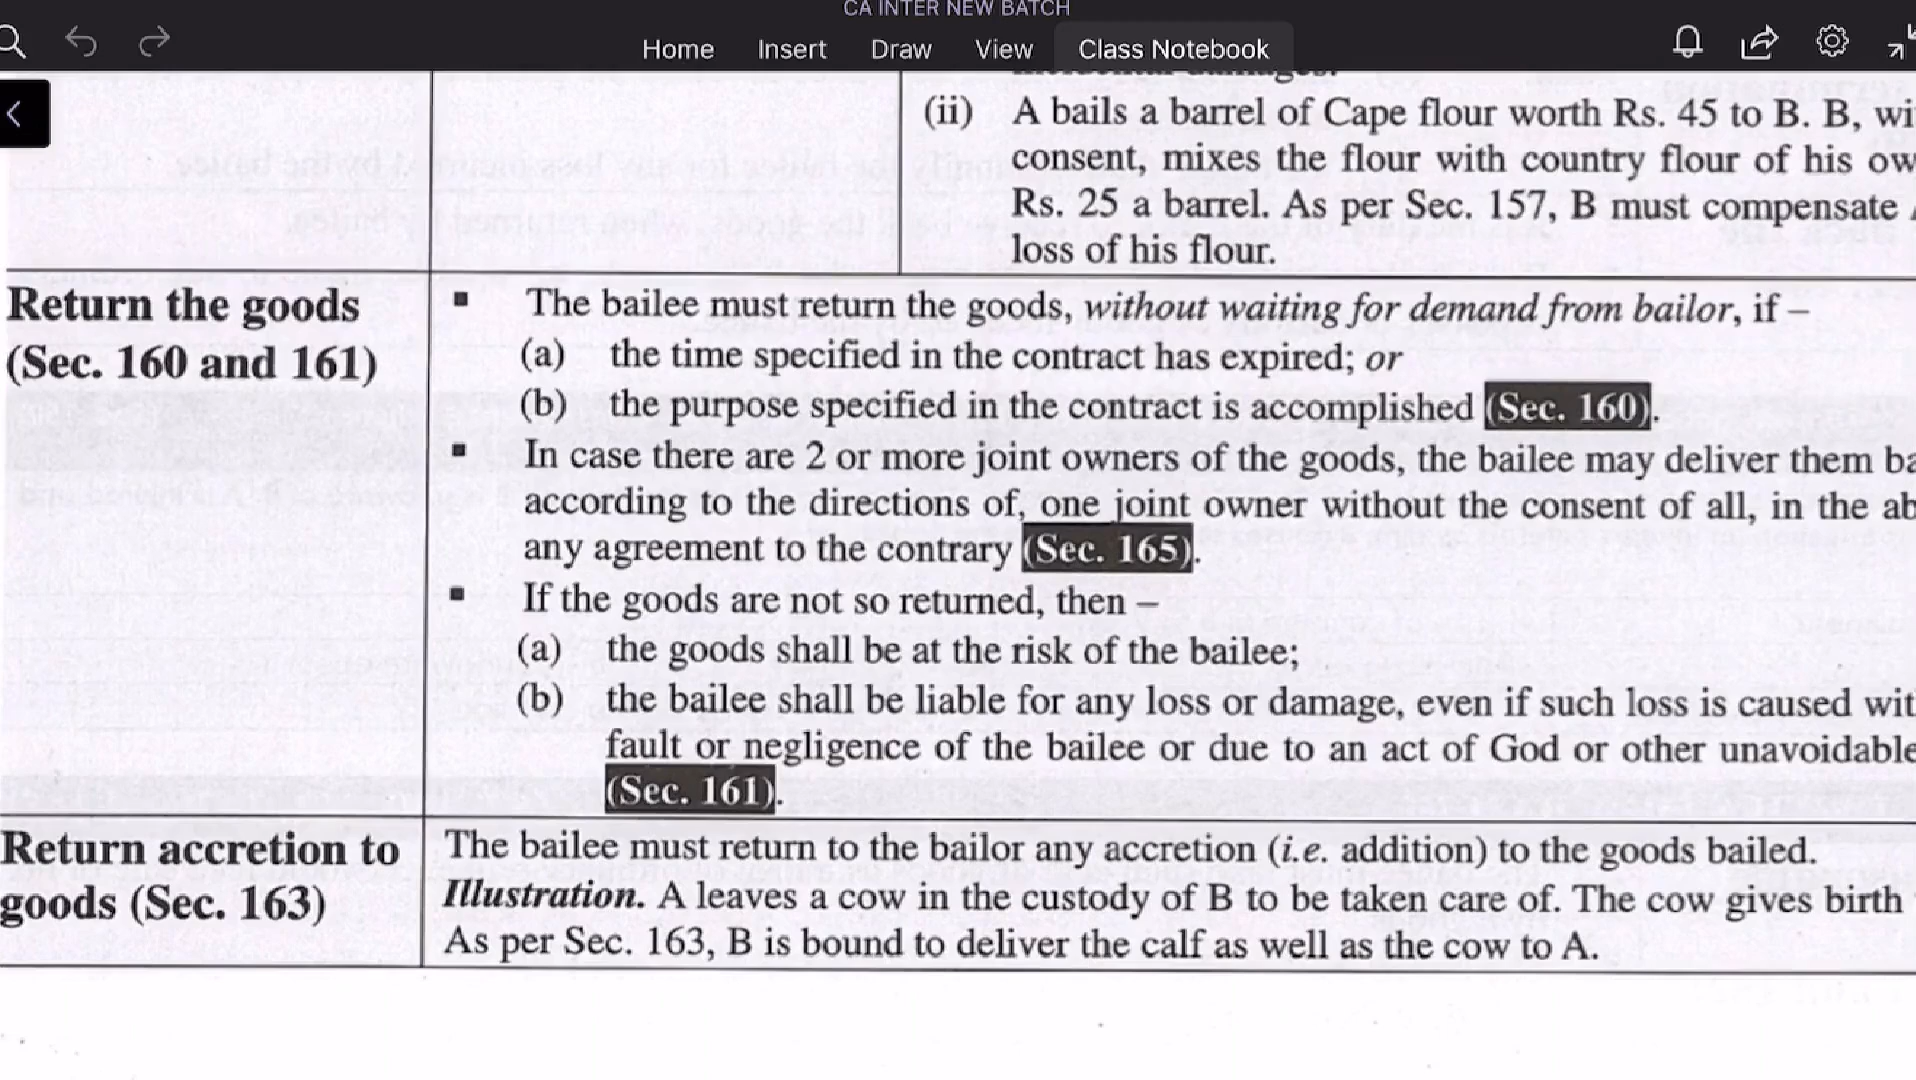 CA INTER NEW BATCH
Home Insert Draw View Class Notebook
(ii) A bails a barrel of Cape flour worth Rs. 45 to B. B,
consent, mixes the flour with country flour of his
Rs. 25 a barrel. As per Sec. 157, B must compensate
loss of his flour.
Return the goods
(Sec. 160 and 161)
▪ The bailee must return the goods, without waiting for demand from bailor, if –
(a) the time specified in the contract has expired; or
(b) the purpose specified in the contract is accomplished (Sec. 160).
▪ In case there are 2 or more joint owners of the goods, the bailee may deliver them
according to the directions of, one joint owner without the consent of all, in the
any agreement to the contrary (Sec. 165).
▪ If the goods are not so returned, then –
(a) the goods shall be at the risk of the bailee;
(b) the bailee shall be liable for any loss or damage, even if such loss is caused
fault or negligence of the bailee or due to an act of God or other unavoidable
(Sec. 161).
Return accretion to
goods (Sec. 163)
The bailee must return to the bailor any accretion (i.e. addition) to the goods bailed.
Illustration. A leaves a cow in the custody of B to be taken care of. The cow gives birth
As per Sec. 163, B is bound to deliver the calf as well as the cow to A.